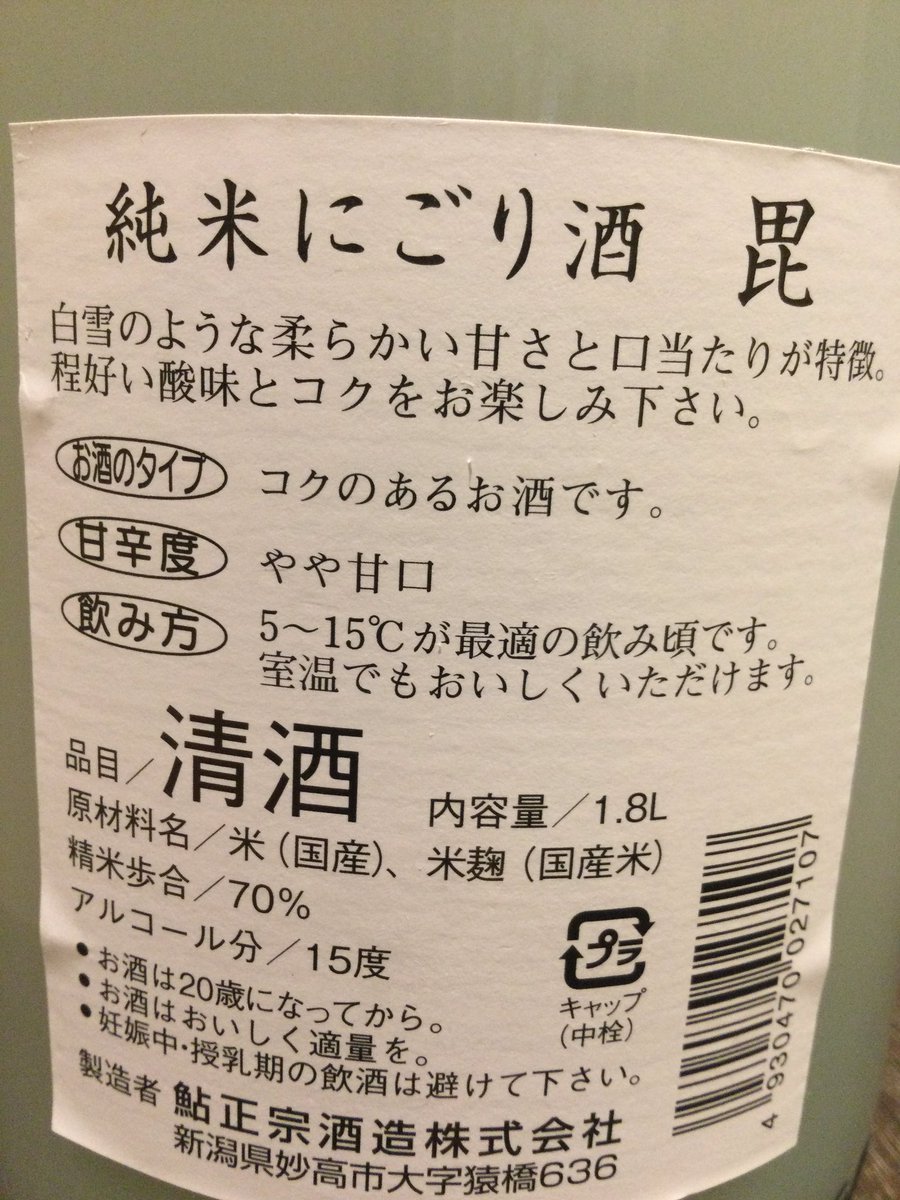 純米にごり酒 毘
白雪のような柔らかい甘さと口当たりが特徴。
程好い酸味とコクをお楽しみ下さい。
お酒のタイプ コクのあるお酒です。
甘辛度 やや甘口
飲み方 5〜15℃が最適の飲み頃です。
室温でもおいしくいただけます。
品目／清酒 内容量／1.8L
原材料名／米（国産）、米麹（国産米）
精米歩合／70%
アルコール分／15度
•お酒は20歳になってから。
•お酒はおいしく適量を。
•妊娠中・授乳期の飲酒は避けて下さい。
プラ
キャップ
（中栓）
製造者 鮎正宗酒造株式会社
新潟県妙高市大字猿橋636
4 930470 027107